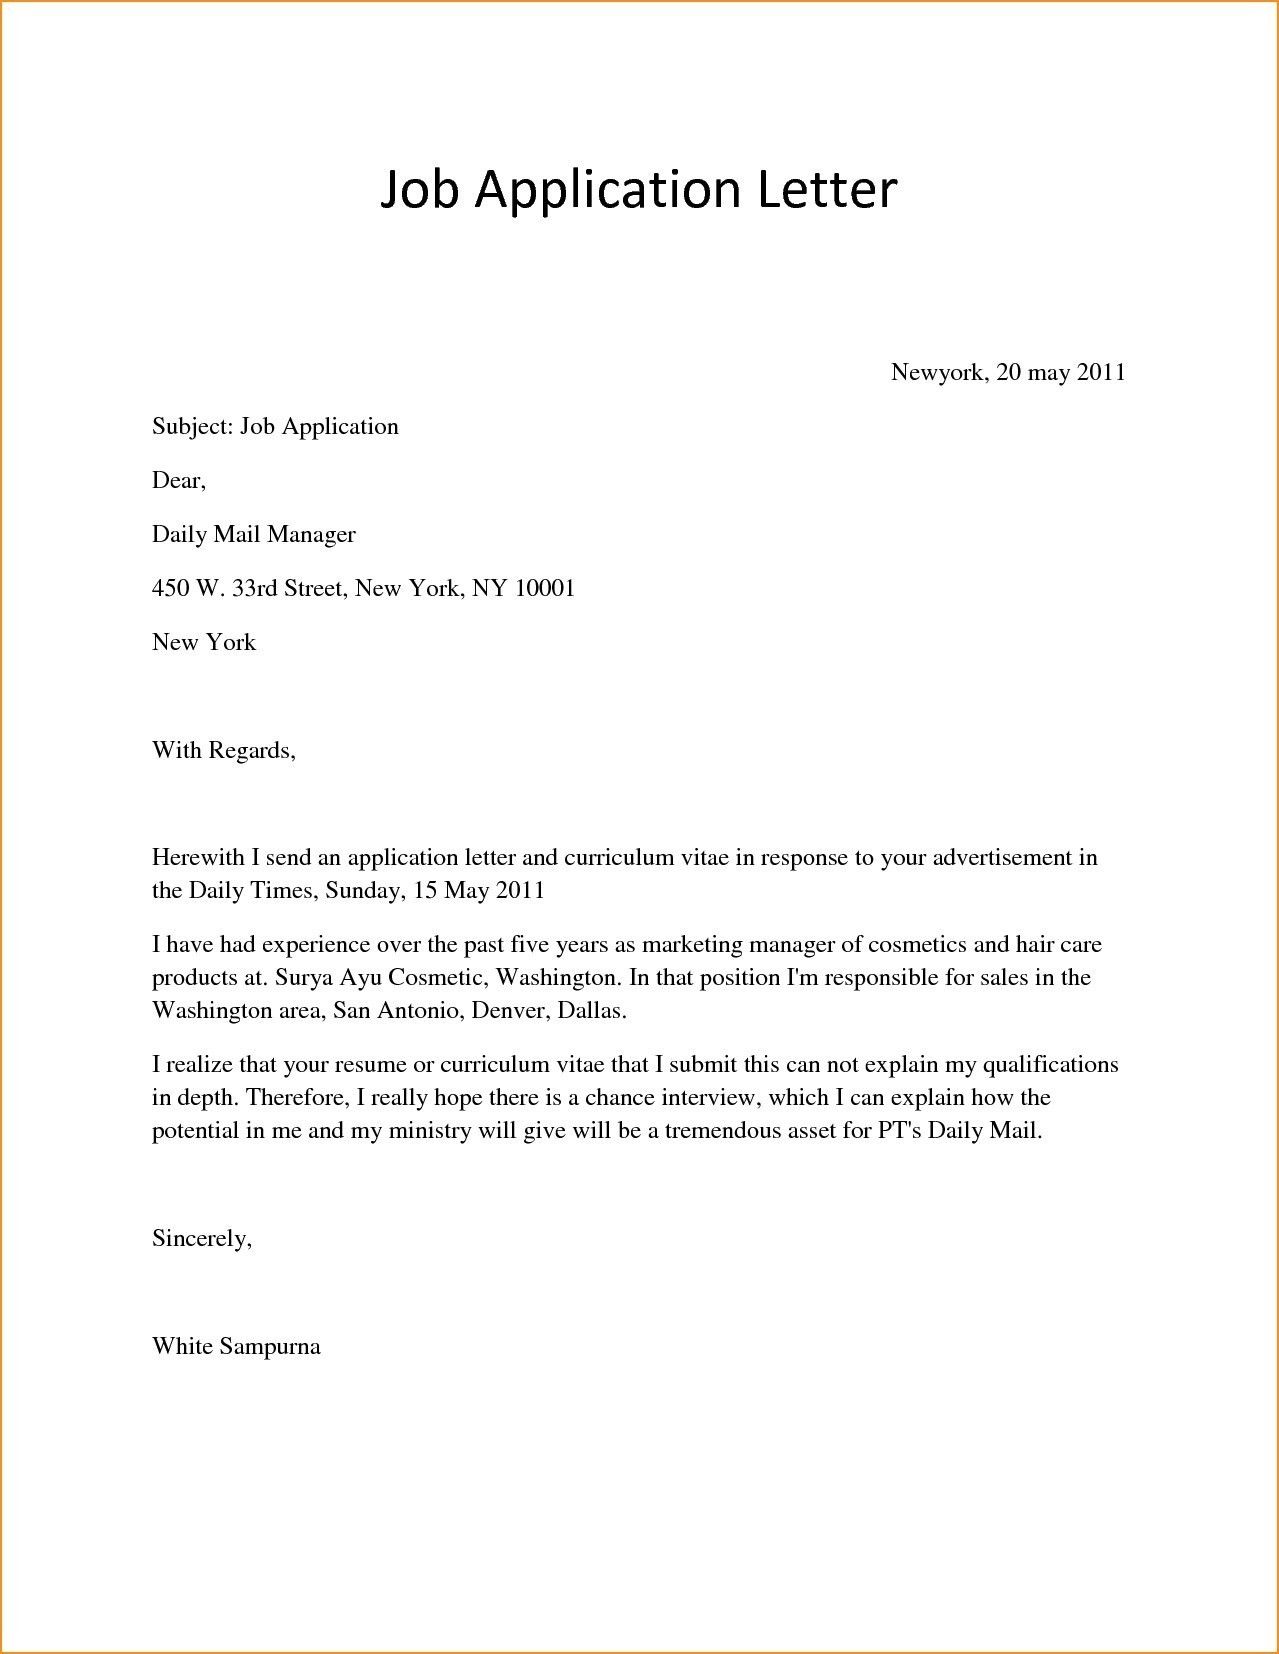 Job Application Letter
Newyork, 20 may 2011
Subject: Job Application
Dear,
Daily Mail Manager
450 W. 33rd Street, New York, NY 10001
New York
With Regards,
Herewith I send an application letter and curriculum vitae in response to your advertisement in
the Daily Times, Sunday, 15 May 2011
I have had experience over the past five years as marketing manager of cosmetics and hair care
products at. Surya Ayu Cosmetic, Washington. In that position I'm responsible for sales in the
Washington area, San Antonio, Denver, Dallas.
I realize that your resume or curriculum vitae that I submit this can not explain my qualifications
in depth. Therefore, I really hope there is a chance interview, which I can explain how the
potential in me and my ministry will give will be a tremendous asset for PT's Daily Mail.
Sincerely,
White Sampurna